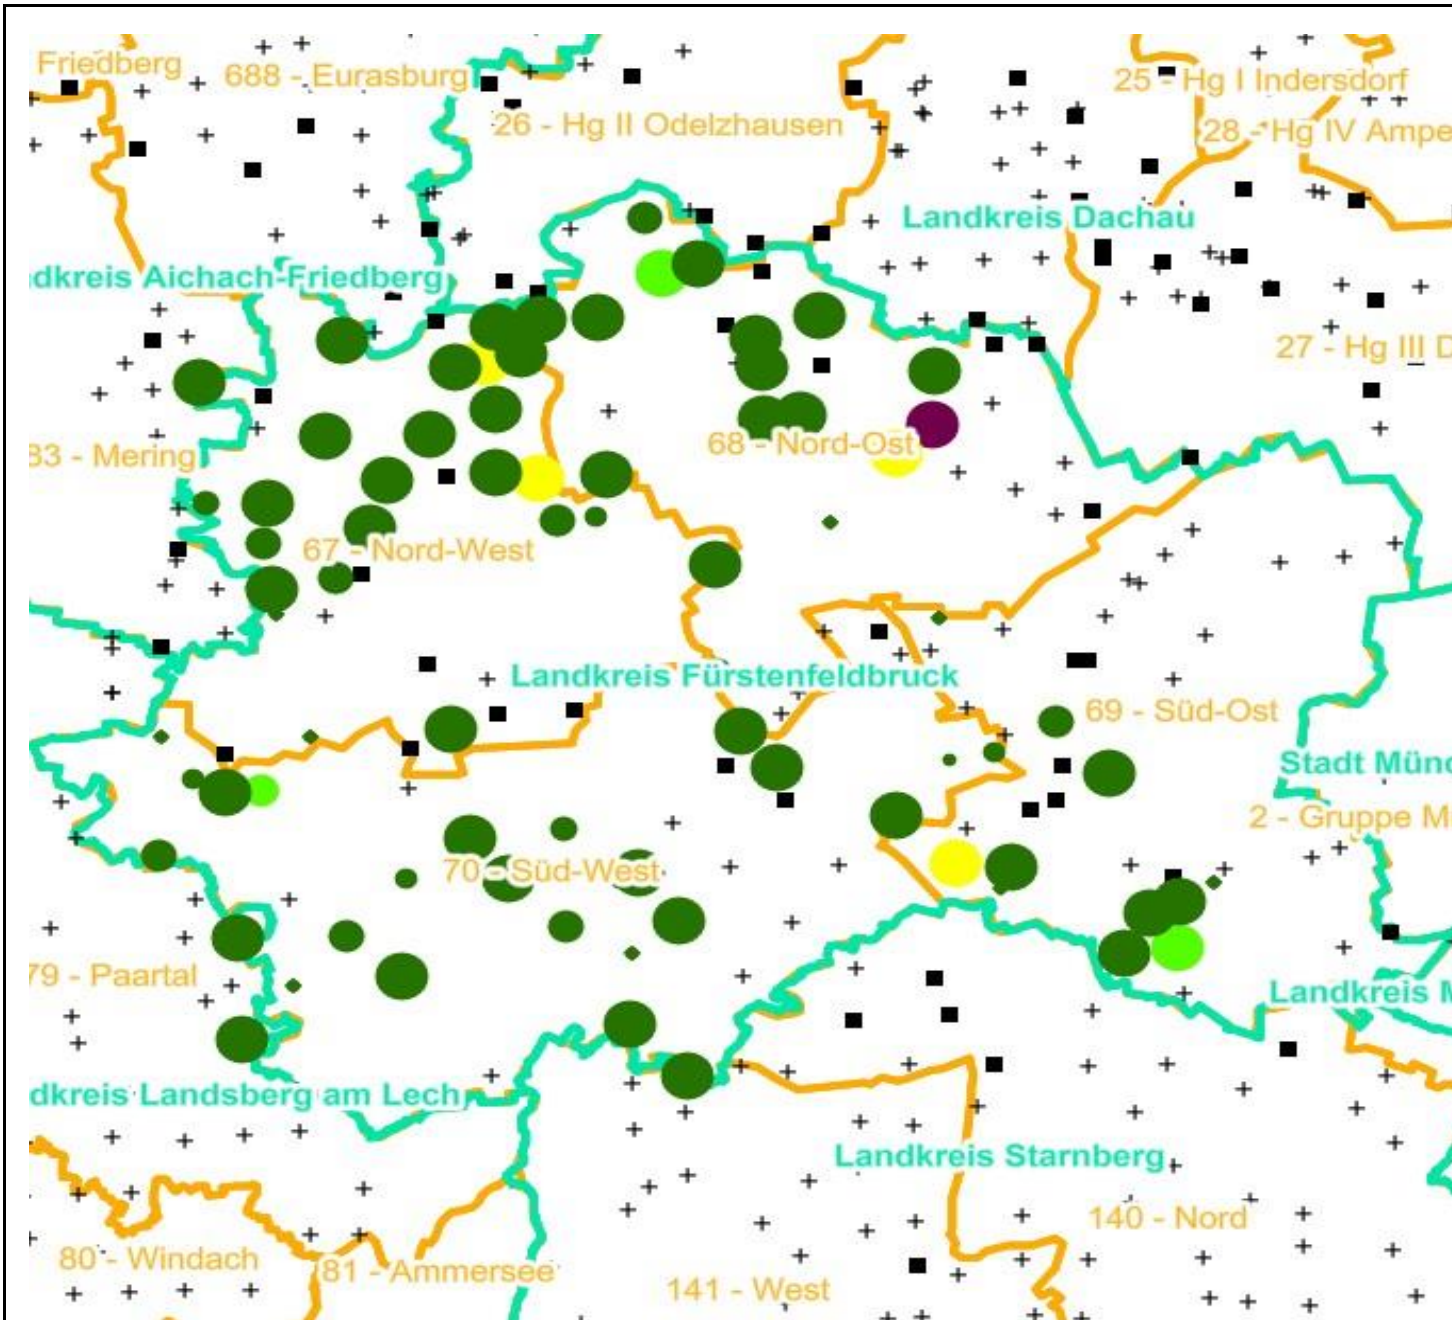 Friedberg
688 - Eurasburg
25 - Hg I Indersdorf
26 - Hg II Odelzhausen
28 - Hg IV Ampe
Landkreis Dachau
dkreis Aichach-Friedberg
27 - Hg III D
83 - Mering
68 - Nord-Ost
67 - Nord-West
Landkreis Fürstenfeldbruck
69 - Süd-Ost
Stadt Münc
2 - Gruppe M
70 - Süd-West
79 - Paartal
Landkreis M
dkreis Landsberg am Lech
Landkreis Starnberg
140 - Nord
80 - Windach
81 - Ammersee
141 - West